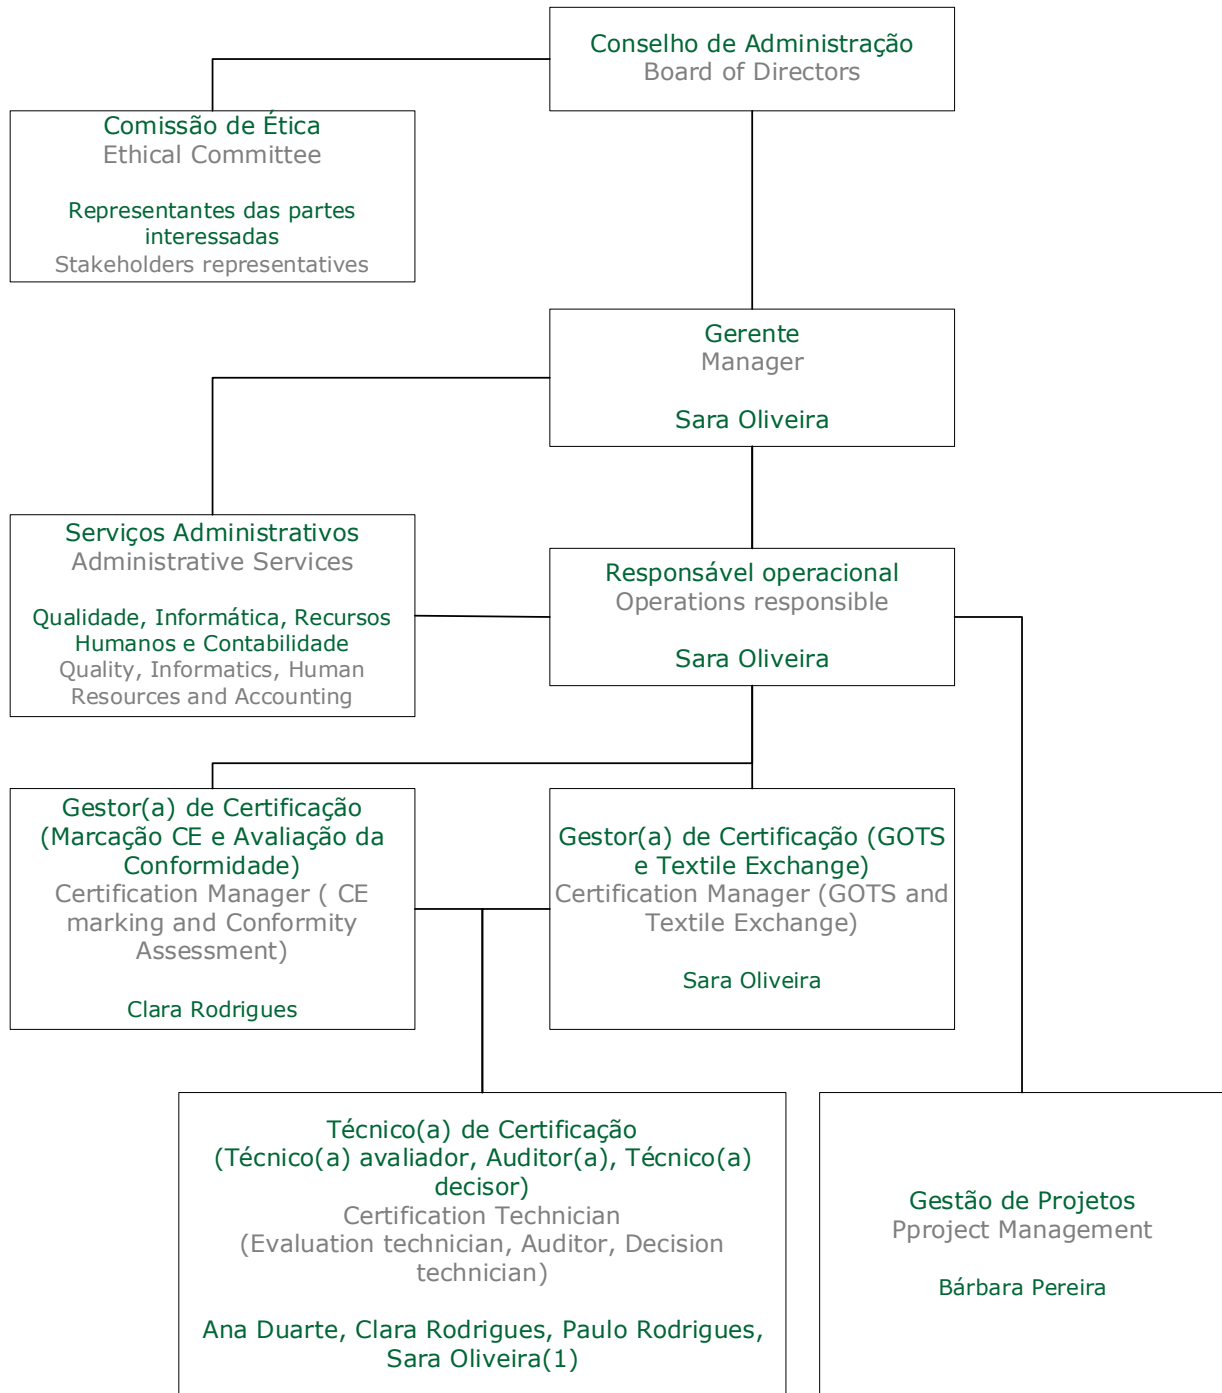 Conselho de Administração
Board of Directors
Comissão de Ética
Ethical Committee
Representantes das partes
interessadas
Stakeholders representatives
Gerente
Manager
Sara Oliveira
Serviços Administrativos
Administrative Services
Qualidade, Informática, Recursos
Humanos e Contabilidade
Quality, Informatics, Human
Resources and Accounting
Responsável operacional
Operations responsible
Sara Oliveira
Gestor(a) de Certificação
(Marcação CE e Avaliação da
Conformidade)
Certification Manager ( CE
marking and Conformity
Assessment)
Clara Rodrigues
Gestor(a) de Certificação (GOTS
e Textile Exchange)
Certification Manager (GOTS and
Textile Exchange)
Sara Oliveira
Técnico(a) de Certificação
(Técnico(a) avaliador, Auditor(a), Técnico(a)
decisor)
Certification Technician
(Evaluation technician, Auditor, Decision
technician)
Ana Duarte, Clara Rodrigues, Paulo Rodrigues,
Sara Oliveira(1)
Gestão de Projetos
Pproject Management
Bárbara Pereira